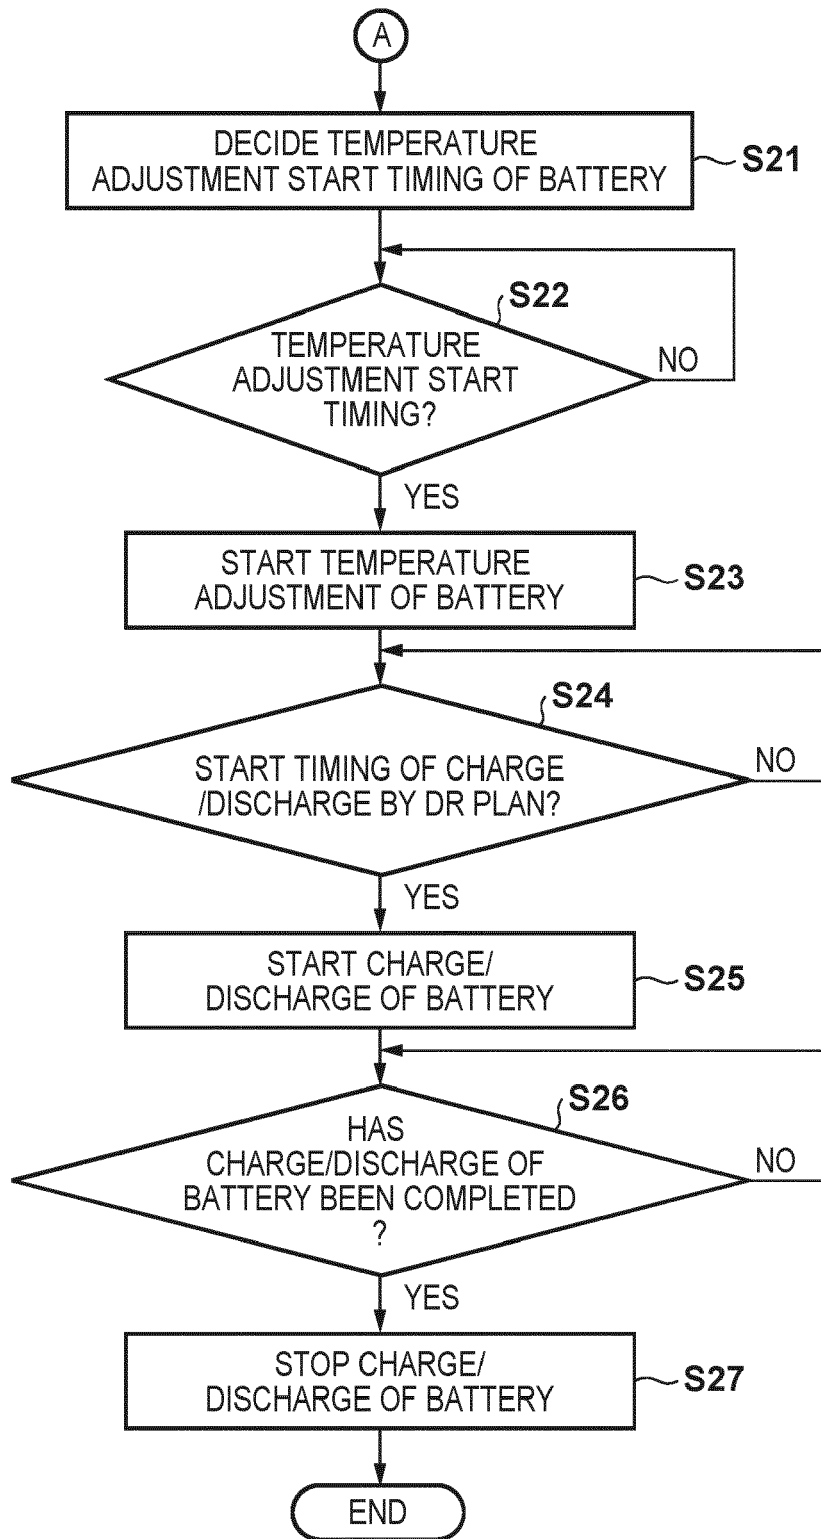 A
DECIDE TEMPERATURE
ADJUSTMENT START TIMING OF BATTERY
S21
S22
TEMPERATURE
ADJUSTMENT START
TIMING?
NO
YES
START TEMPERATURE
ADJUSTMENT OF BATTERY
S23
S24
START TIMING OF CHARGE
/DISCHARGE BY DR PLAN?
NO
YES
START CHARGE/
DISCHARGE OF BATTERY
S25
S26
HAS
CHARGE/DISCHARGE OF
BATTERY BEEN COMPLETED
?
NO
YES
STOP CHARGE/
DISCHARGE OF BATTERY
S27
END